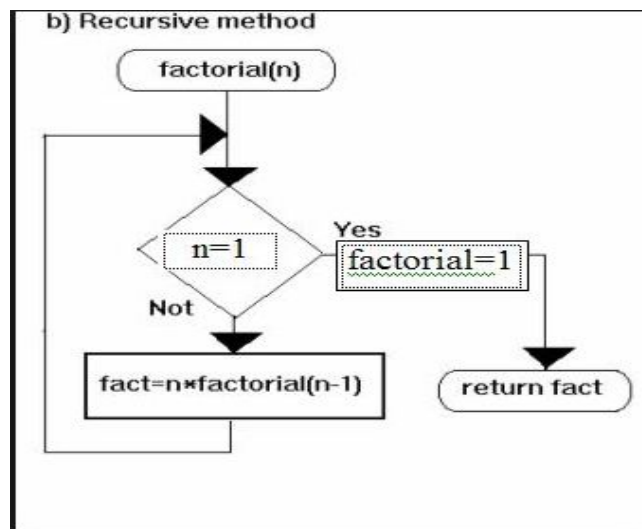 b) Recursive method
factorial(n)
n=1
Yes
factorial=1
Not
fact=n*factorial(n-1)
return fact